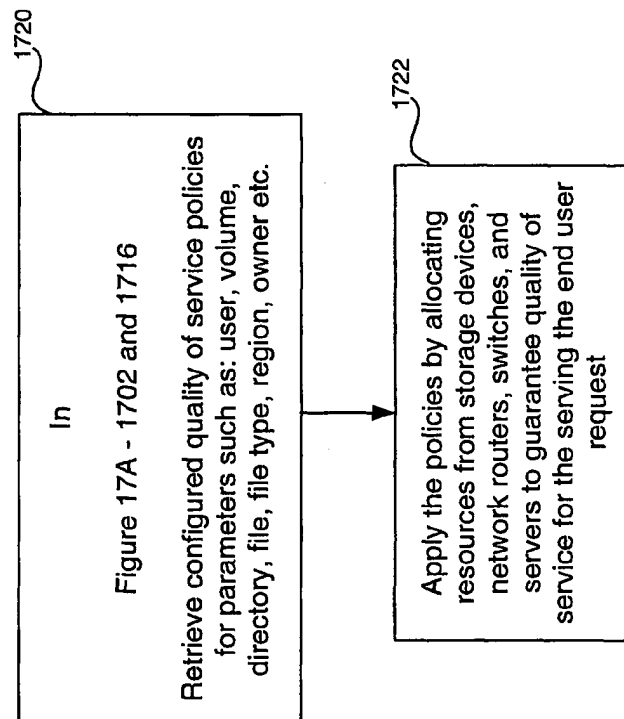 1720
In
Figure 17A - 1702 and 1716
Retrieve configured quality of service policies
for parameters such as: user, volume,
directory, file, file type, region, owner etc.
1722
Apply the policies by allocating
resources from storage devices,
network routers, switches, and
servers to guarantee quality of
service for the serving the end user
request